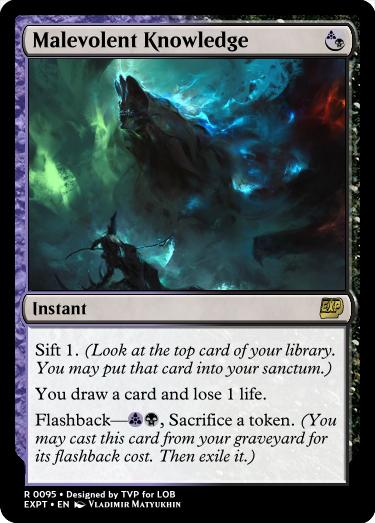 Malevolent Knowledge
Instant
EXP
Sift 1. (Look at the top card of your library.
You may put that card into your sanctum.)
You draw a card and lose 1 life.
Flashback—, Sacrifice a token. (You
may cast this card from your graveyard for
its flashback cost. Then exile it.)
R 0095 • Designed by TVP for LOB
EXPT • EN Vladimir Matyukhin